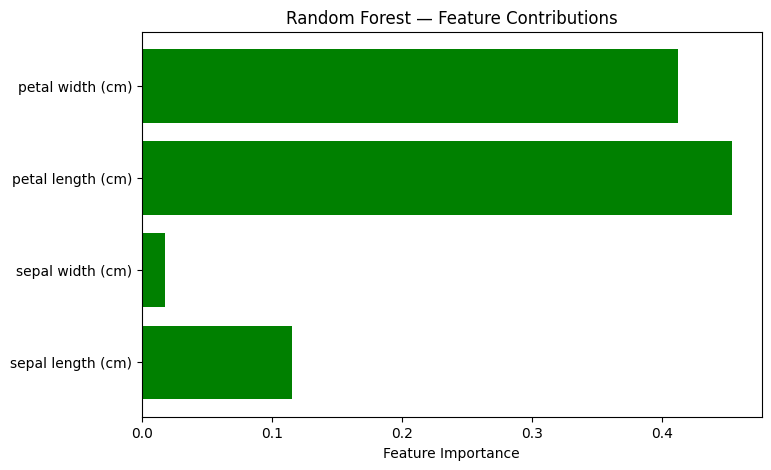 Random Forest — Feature Contributions
petal width (cm)
petal length (cm)
sepal width (cm)
sepal length (cm)
0.0 0.1 0.2 0.3 0.4
Feature Importance